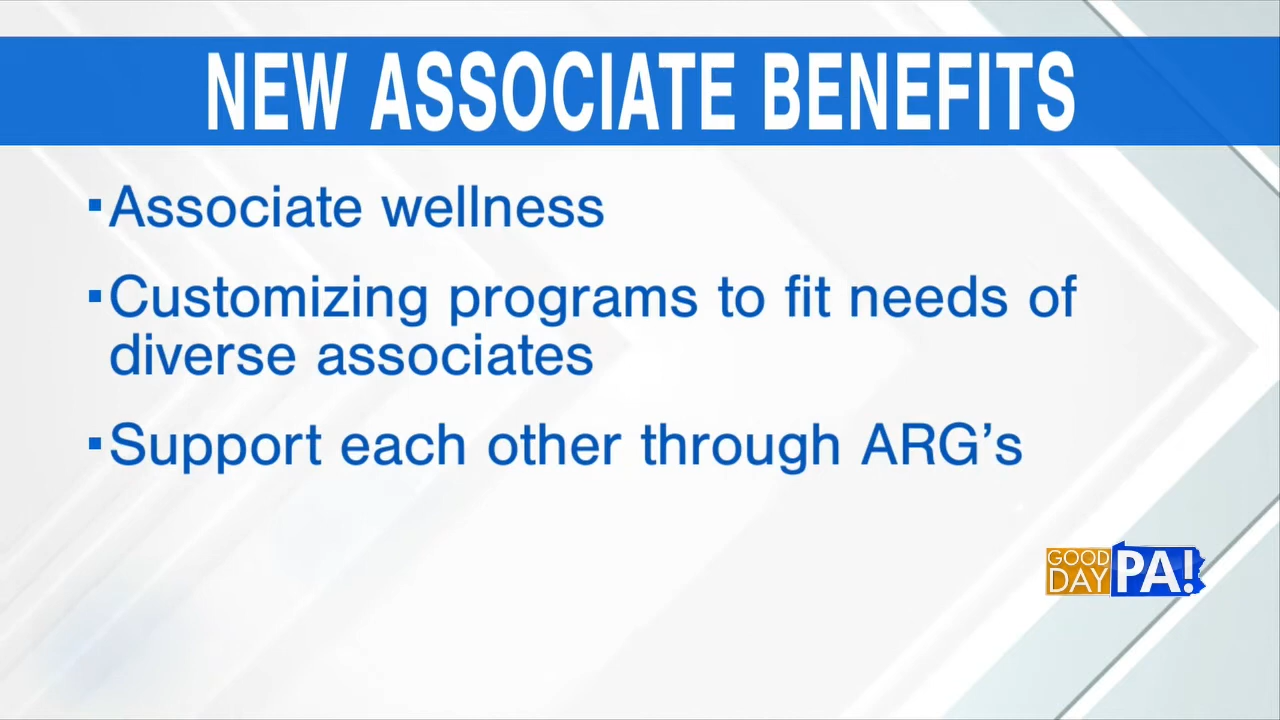 NEW ASSOCIATE BENEFITS
▪Associate wellness
▪Customizing programs to fit needs of
diverse associates
▪Support each other through ARG’s
GOOD
DAY PA!